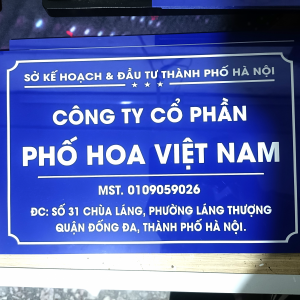 SỞ KẾ HOẠCH & ĐẦU TƯ THÀNH PHỐ HÀ NỘI
CÔNG TY CỔ PHẦN
PHỐ HOA VIỆT NAM
MST. 0109059026
ĐC: SỐ 31 CHÙA LÁNG, PHƯỜNG LÁNG THƯỢNG
QUẬN ĐỐNG ĐA, THÀNH PHỐ HÀ NỘI.